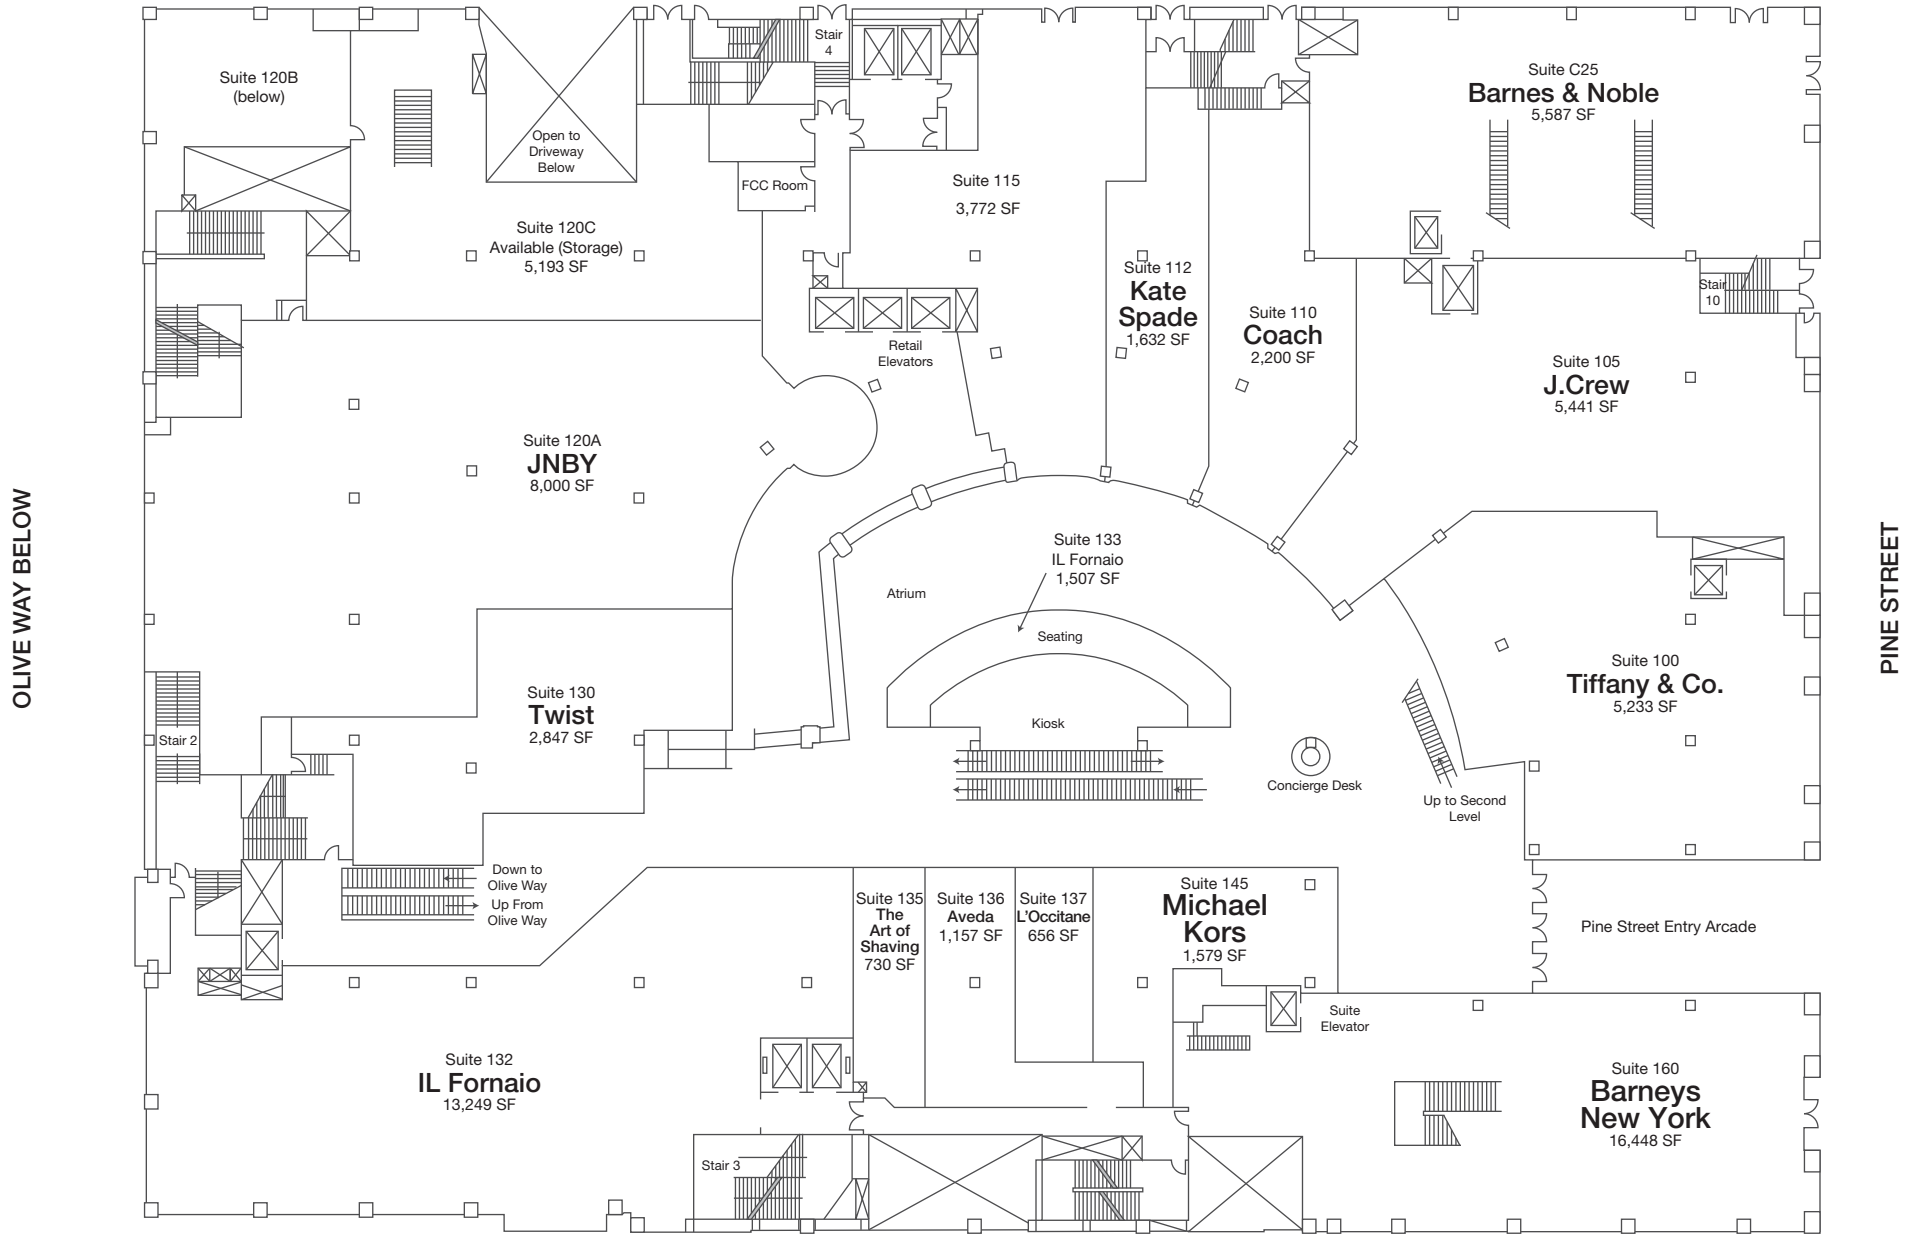 Suite 120B
(below)
Open to
Driveway
Below
Stair
4
FCC Room
Suite 120C
Available (Storage)
5,193 SF
Suite 115
3,772 SF
Suite C25
Barnes & Noble
5,587 SF
Suite 112
Kate
Spade
1,632 SF
Suite 110
Coach
2,200 SF
Stair
10
Retail
Elevators
Suite 105
J.Crew
5,441 SF
Suite 120A
JNBY
8,000 SF
OLIVE WAY BELOW
PINE STREET
Suite 133
IL Fornaio
1,507 SF
Atrium
Seating
Kiosk
Suite 100
Tiffany & Co.
5,233 SF
Suite 130
Twist
2,847 SF
Stair 2
Concierge Desk
Up to Second
Level
Down to
Olive Way
Up From
Olive Way
Suite 135
The
Art of
Shaving
730 SF
Suite 136
Aveda
1,157 SF
Suite 137
L'Occitane
656 SF
Suite 145
Michael
Kors
1,579 SF
Pine Street Entry Arcade
Suite
Elevator
Suite 132
IL Fornaio
13,249 SF
Suite 160
Barneys
New York
16,448 SF
Stair 3